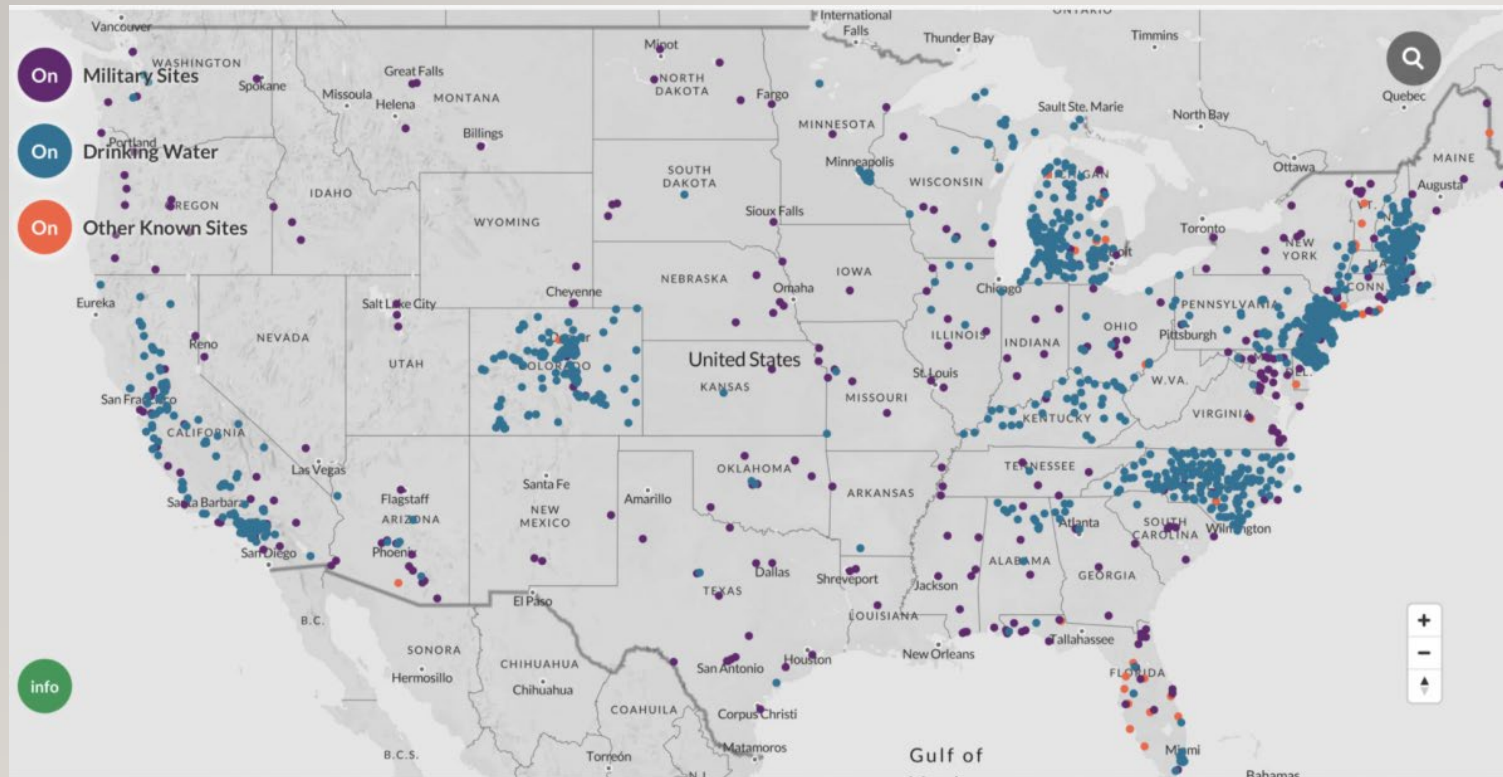 Vancouver
International
Falls
Thunder Bay
ONTARIO
Timmins
On Military Sites
WASHINGTON
Spokane
Missoula
Great Falls
Helena
MONTANA
Minot
NORTH
DAKOTA
Fargo
Sault Ste. Marie
North Bay
Quebec
On Drinking Water
Portland
Billings
MINNESOTA
Minneapolis
WISCONSIN
Ottawa
MAINE
Augusta
On Other Known Sites
IDAHO
WYOMING
SOUTH
DAKOTA
Sioux Falls
Toronto
NEW
YORK
VT.
Eureka
Salt Lake City
Cheyenne
NEBRASKA
Omaha
IOWA
Chicago
PENNSYLVANIA
CONN.
Reno
NEVADA
UTAH
COLORADO
United States
KANSAS
ILLINOIS
INDIANA
OHIO
Pittsburgh
San Francisco
CALIFORNIA
St. Louis
MISSOURI
KENTUCKY
W.VA.
VIRGINIA
DEL.
Las Vegas
Santa Barbara
Flagstaff
ARIZONA
Santa Fe
NEW
MEXICO
Amarillo
OKLAHOMA
ARKANSAS
TENNESSEE
San Diego
Phoenix
Atlanta
SOUTH
CAROLINA
Wilmington
El Paso
TEXAS
Dallas
Shreveport
Jackson
ALABAMA
GEORGIA
B.C.
SONORA
Hermosillo
CHIHUAHUA
Chihuahua
San Antonio
Houston
LOUISIANA
New Orleans
Tallahassee
info
COAHUILA
Corpus Christi
FLORIDA
B.C.S.
Torreón
N.L.
Matamoros
Gulf of
Miami
Bahamas